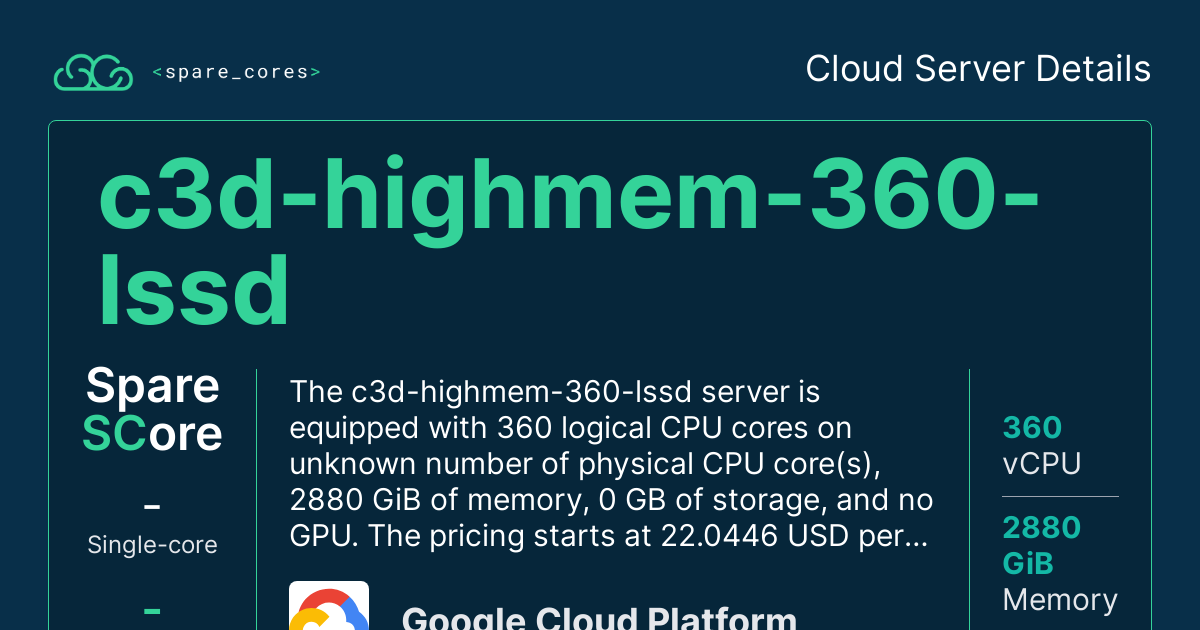 <spare_cores>
Cloud Server Details
c3d-highmem-360-
lssd
Spare
SCore
-
Single-core
-
The c3d-highmem-360-lssd server is
equipped with 360 logical CPU cores on
unknown number of physical CPU core(s),
2880 GiB of memory, 0 GB of storage, and no
GPU. The pricing starts at 22.0446 USD per...
Google Cloud Platform
360
vCPU
2880
GiB
Memory